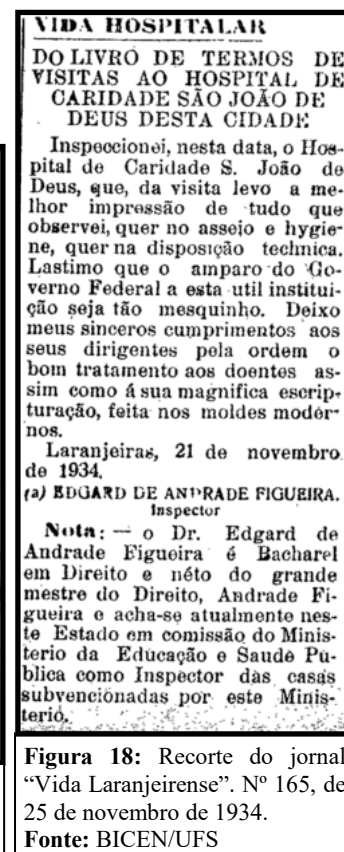 VIDA HOSPITALAR
DO LIVRO DE TERMOS DE
VISITAS AO HOSPITAL DE
CARIDADE SÃO JOÃO DE
DEUS DESTA CIDADE
Inspeccionei, nesta data, o Hos-
pital de Caridade S. João de
Deus, que, da visita levo a me-
lhor impressão de tudo que
observei, quer no asseio e hygie-
ne, quer na disposição technica.
Lastimo que o amparo do Go-
verno Federal a esta util institui-
ção seja tão mesquinho. Deixo
meus sinceros cumprimentos aos
seus dirigentes pela ordem o
bom tratamento aos doentes as-
sim como á sua magnifica escrip-
turação, feita nos moldes moder-
nos.
Laranjeiras, 21 de novembro
de 1934.
(a) EDGARD DE ANDRADE FIGUEIRA.
Inspector
Nota: — o Dr. Edgard de
Andrade Figueira é Bacharel
em Direito e néto do grande
mestre do Direito, Andrade Fi-
gueira e acha-se atualmente nes-
te Estado em comissão do Minis-
terio da Educação e Saude Pu-
blica como Inspector das casas
subvencionadas por este Minis-
terio.
Figura 18: Recorte do jornal
“Vida Laranjeirense”. Nº 165, de
25 de novembro de 1934.
Fonte: BICEN/UFS